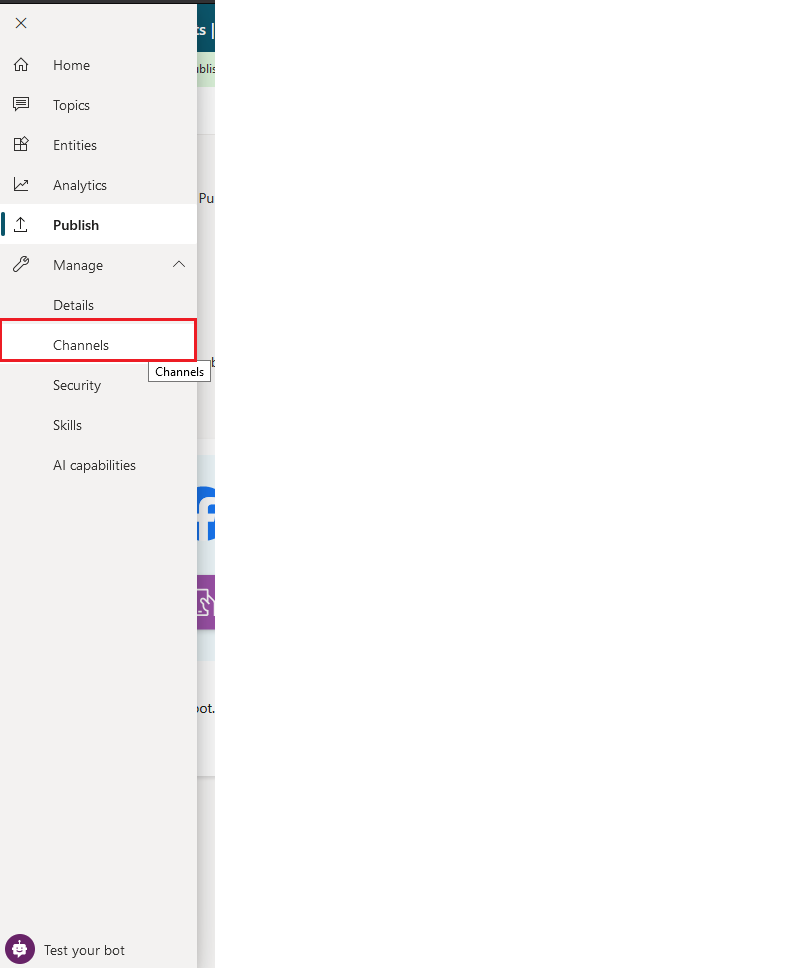 Home
Topics
Entities
Analytics
Publish
Manage
Details
Channels
Channels
Security
Skills
AI capabilities
Test your bot